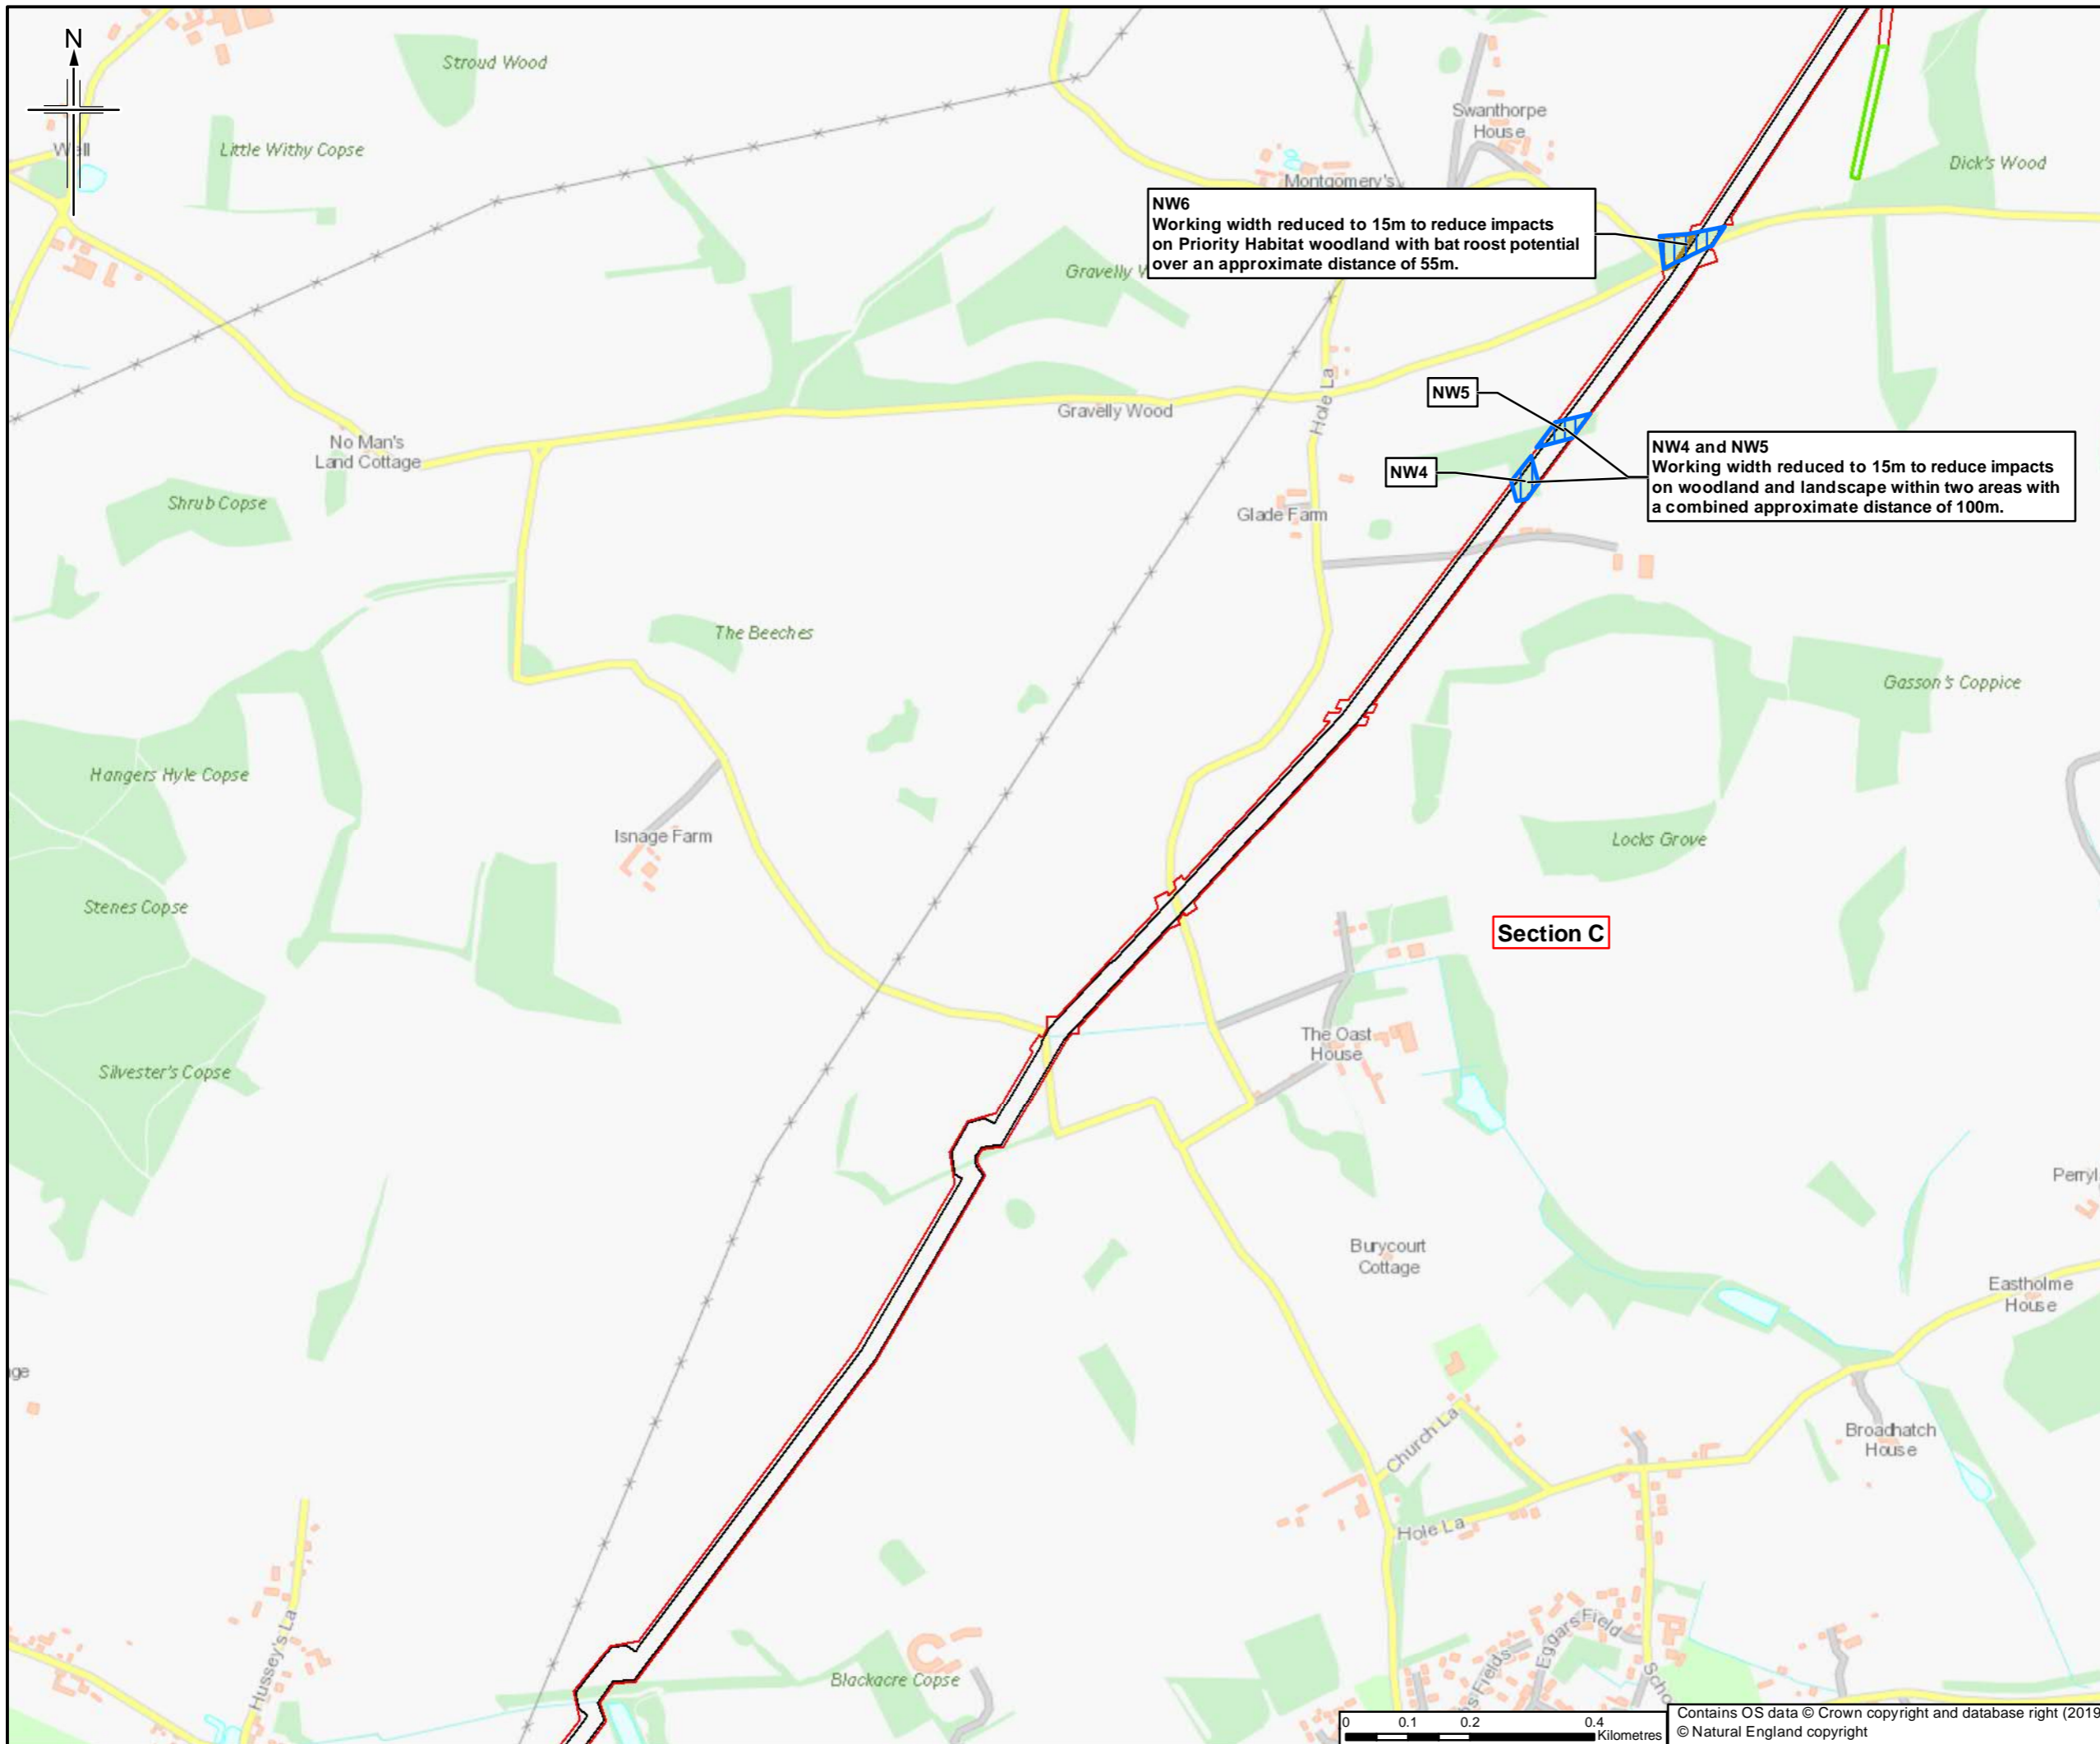 N
Stroud Wood
Swanthorpe
House
Well
Little Withy Copse
Dick's Wood
Montgomery's
NW6
Working width reduced to 15m to reduce impacts
on Priority Habitat woodland with bat roost potential
over an approximate distance of 55m.
Gravelly W
Hole La
NW5
Gravelly Wood
No Man's
Land Cottage
NW4
NW4 and NW5
Working width reduced to 15m to reduce impacts
on woodland and landscape within two areas with
a combined approximate distance of 100m.
Shrub Copse
Glade Farm
The Beeches
Gasson's Coppice
Hangers Hyle Copse
Isnage Farm
Locks Grove
Stenes Copse
Section C
The Oast
House
Silvester's Copse
Perryl
Burycourt
Cottage
Eastholme
House
ge
Church La
Broadhatch
House
Hole La
Hussey's La
Eggars Field
s Fields
Scho
Blackacre Copse
0 0.1 0.2 0.4
Kilometres
Contains OS data © Crown copyright and database right (2019
© Natural England copyright